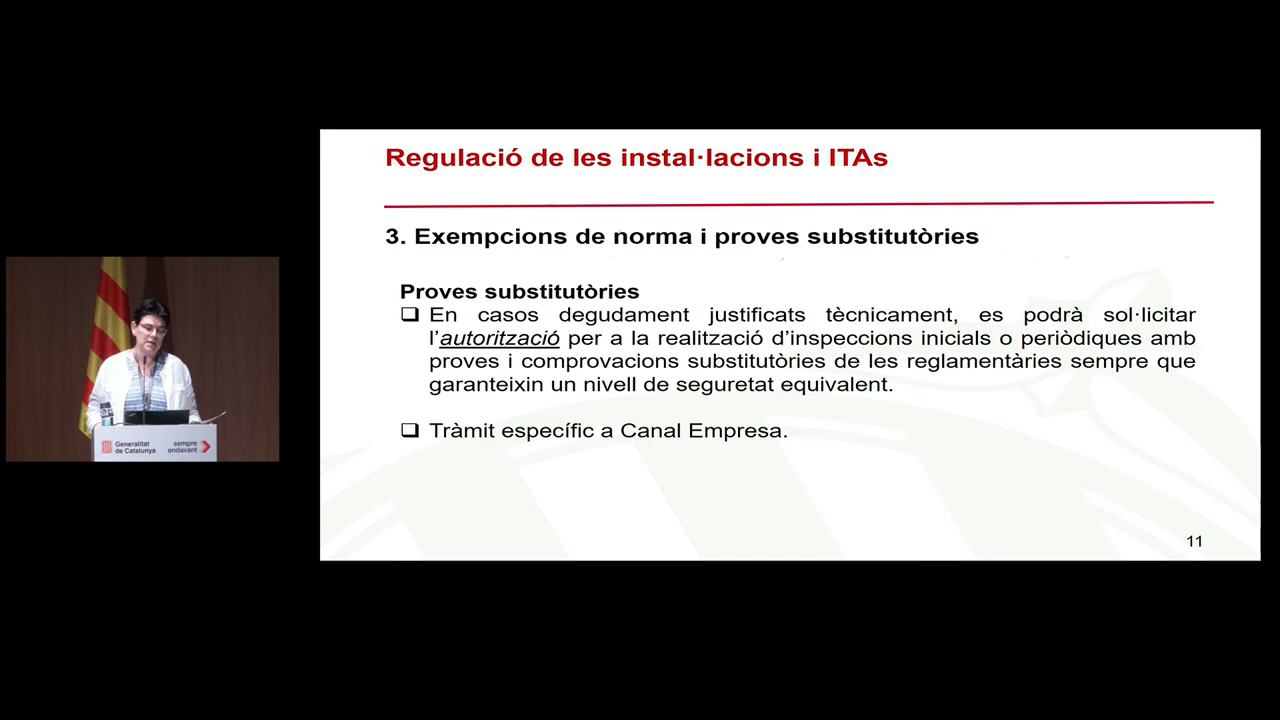 Regulació de les instal·lacions i ITAs
3. Exempcions de norma i proves substitutòries
Proves substitutòries
En casos degudament justificats tècnicament, es podrà sol·licitar
l'autorització per a la realització d'inspeccions inicials o periòdiques amb
proves i comprovacions substitutòries de les reglamentàries sempre que
garanteixin un nivell de seguretat equivalent.
Tràmit específic a Canal Empresa.
11
Generalitat
de Catalunya
sempre
endavant